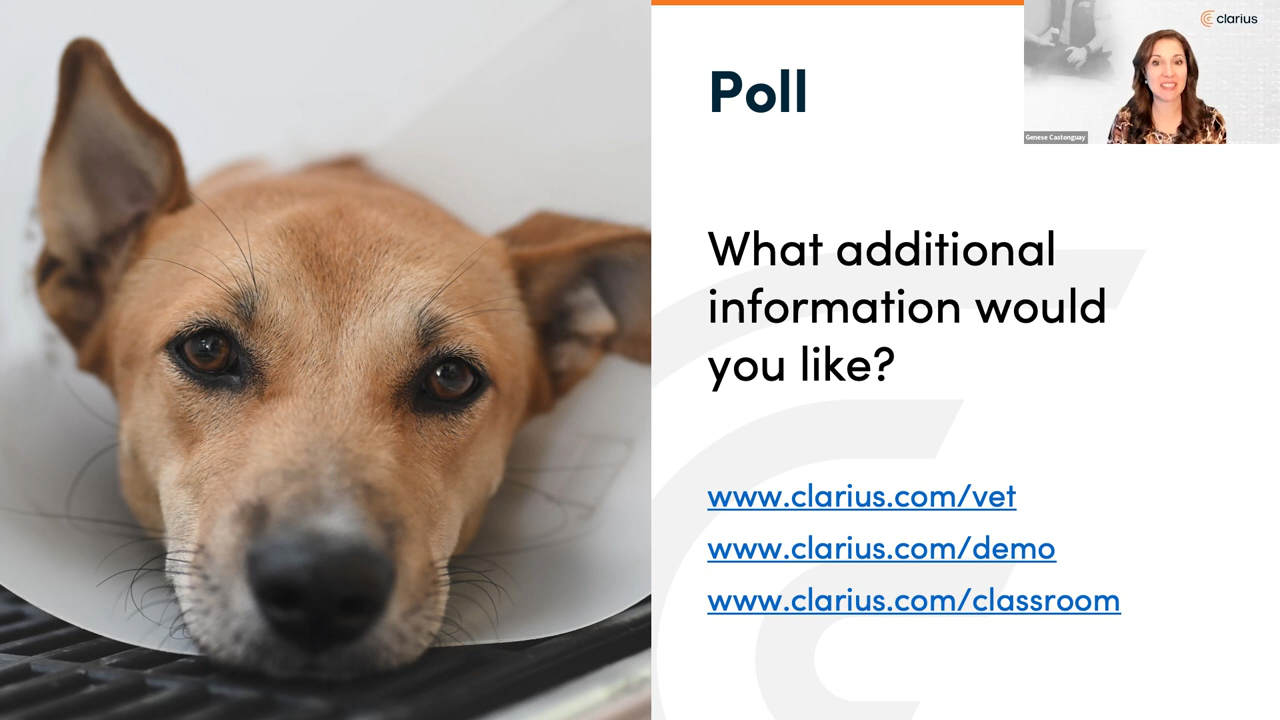 Poll
clarius
Genese Castonguay
What additional
information would
you like?
www.clarius.com/vet
www.clarius.com/demo
www.clarius.com/classroom